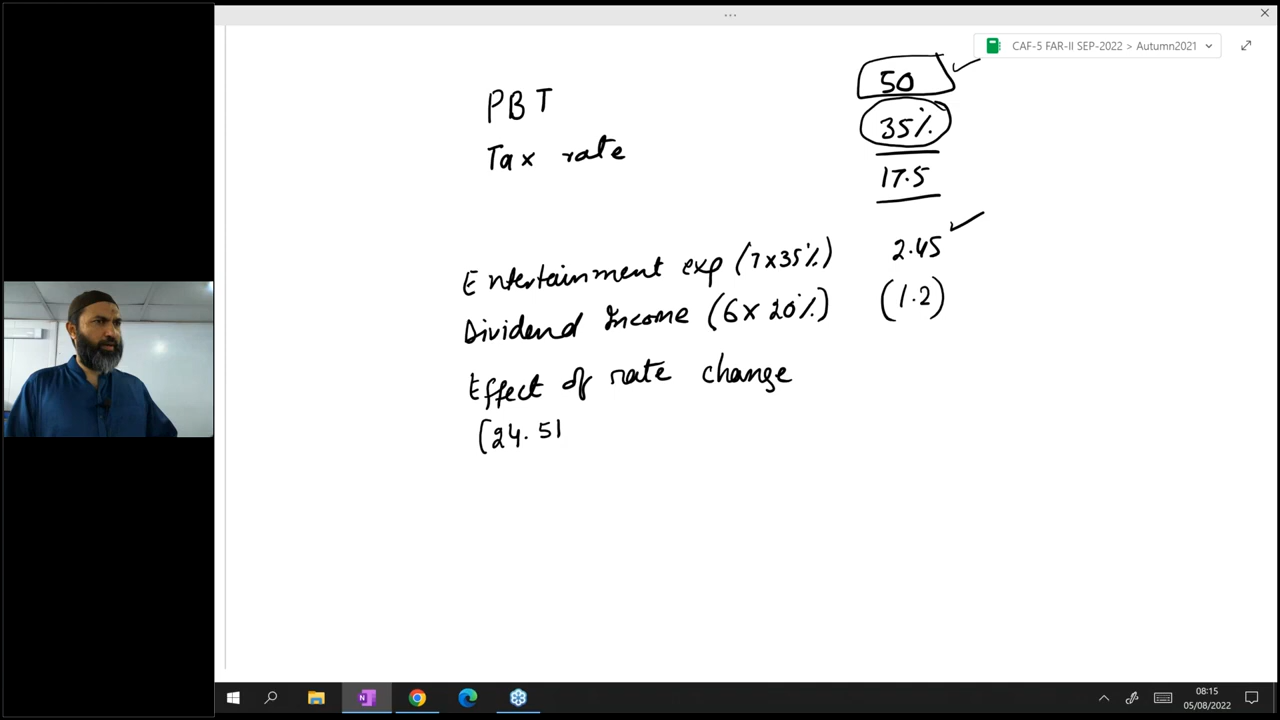 CAF-5 FAR-II SEP-2022 > Autumn2021
PBT 50
Tax rate 35%
17.5
Entertainment exp (7x35%) 2.45
Dividend Income (6x20%) (1.2)
Effect of rate change
(24.51
08:15
05/08/2022